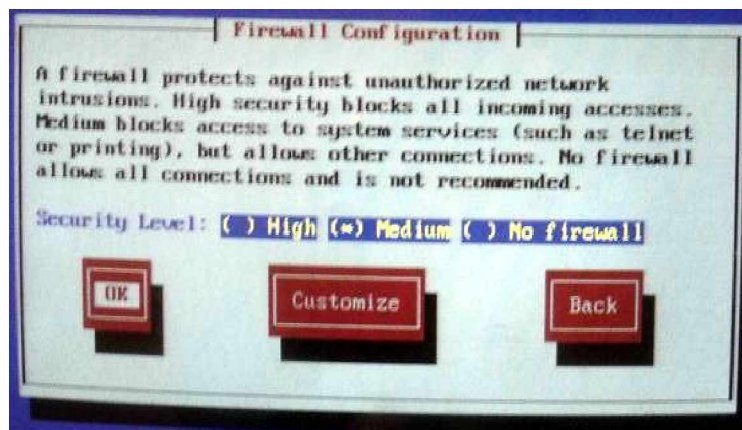 Firewall Configuration
A firewall protects against unauthorized network
intrusions. High security blocks all incoming accesses.
Medium blocks access to system services (such as telnet
or printing), but allows other connections. No firewall
allows all connections and is not recommended.
Security Level: ( ) High (*) Medium ( ) No firewall
OK Customize Back